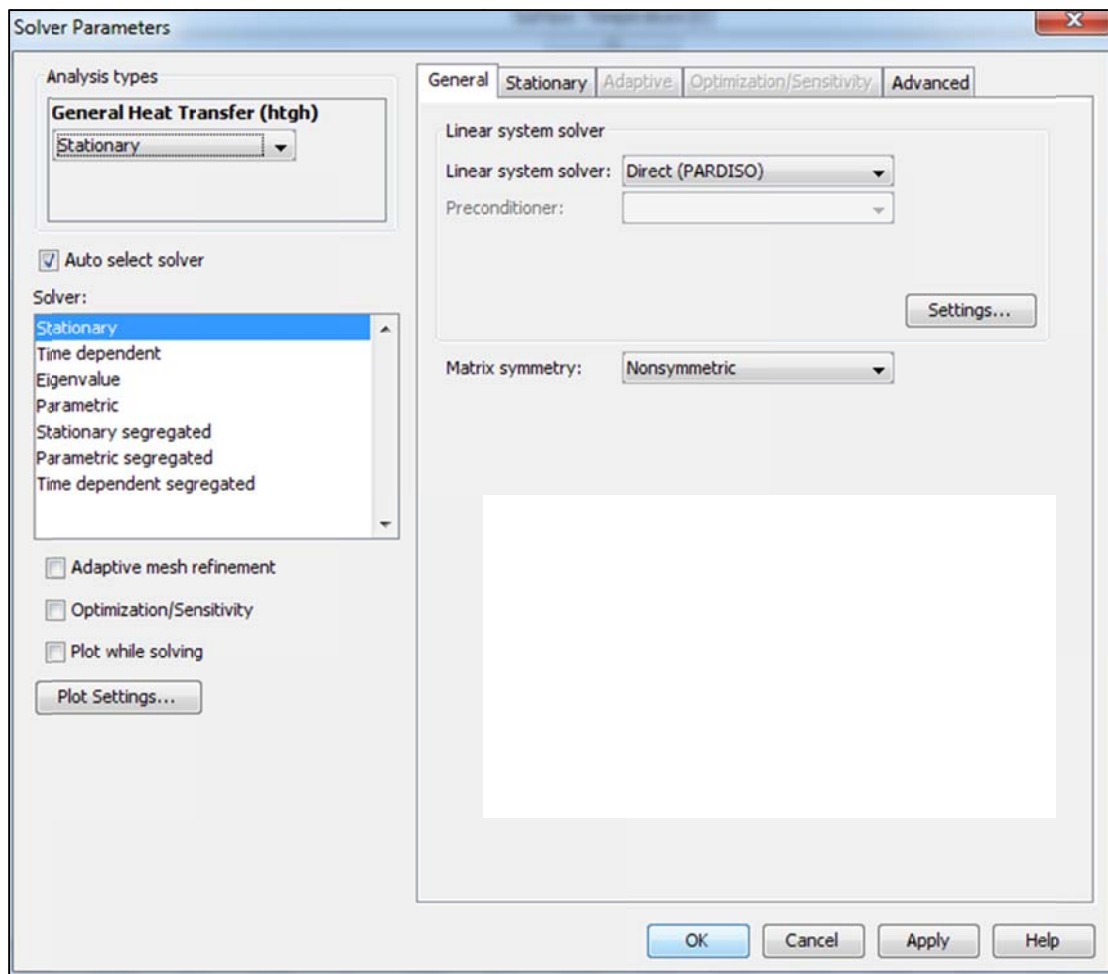 Solver Parameters
Analysis types
General Heat Transfer (htgh)
Stationary
Auto select solver
Solver:
Stationary
Time dependent
Eigenvalue
Parametric
Stationary segregated
Parametric segregated
Time dependent segregated
Adaptive mesh refinement
Optimization/Sensitivity
Plot while solving
Plot Settings...
General
Stationary
Adaptive
Optimization/Sensitivity
Advanced
Linear system solver
Linear system solver:
Direct (PARDISO)
Preconditioner:
Settings...
Matrix symmetry:
Nonsymmetric
OK
Cancel
Apply
Help